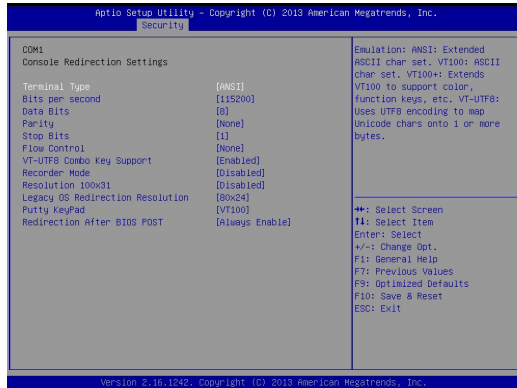 Aptio Setup Utility – Copyright (C) 2013 American Megatrends, Inc.
Security
COM1
Console Redirection Settings
Terminal Type [ANSI]
Bits per second [115200]
Data Bits [8]
Parity [None]
Stop Bits [1]
Flow Control [None]
VT-UTF8 Combo Key Support [Enabled]
Recorder Mode [Disabled]
Resolution 100x31 [Disabled]
Legacy OS Redirection Resolution [80x24]
Putty KeyPad [VT100]
Redirection After BIOS POST [Always Enable]
Emulation: ANSI: Extended
ASCII char set. VT100: ASCII
char set. VT100+: Extends
VT100 to support color,
function keys, etc. VT-UTF8:
Uses UTF8 encoding to map
Unicode chars onto 1 or more
bytes.
→←: Select Screen
↑↓: Select Item
Enter: Select
+/-: Change Opt.
F1: General Help
F7: Previous Values
F9: Optimized Defaults
F10: Save & Reset
ESC: Exit
Version 2.16.1242. Copyright (C) 2013 American Megatrends, Inc.